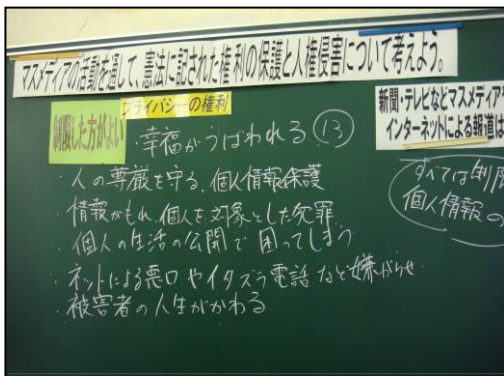 マスメディアの活動を通して、憲法に記された権利の保護と人権侵害について考えよう。
制限した方がよい
プライバシーの権利
新聞・テレビなどマスメディアや
インターネットによる報道は
・幸福がうばわれる ⑬
・人の尊厳を守る、個人情報保護
・情報がもれ、個人を対象とした犯罪
・個人の生活の公開で困ってしまう
・ネットによる悪口やイタズラ電話など嫌がらせ
・被害者の人生がかわる
すべては制限
個人情報の